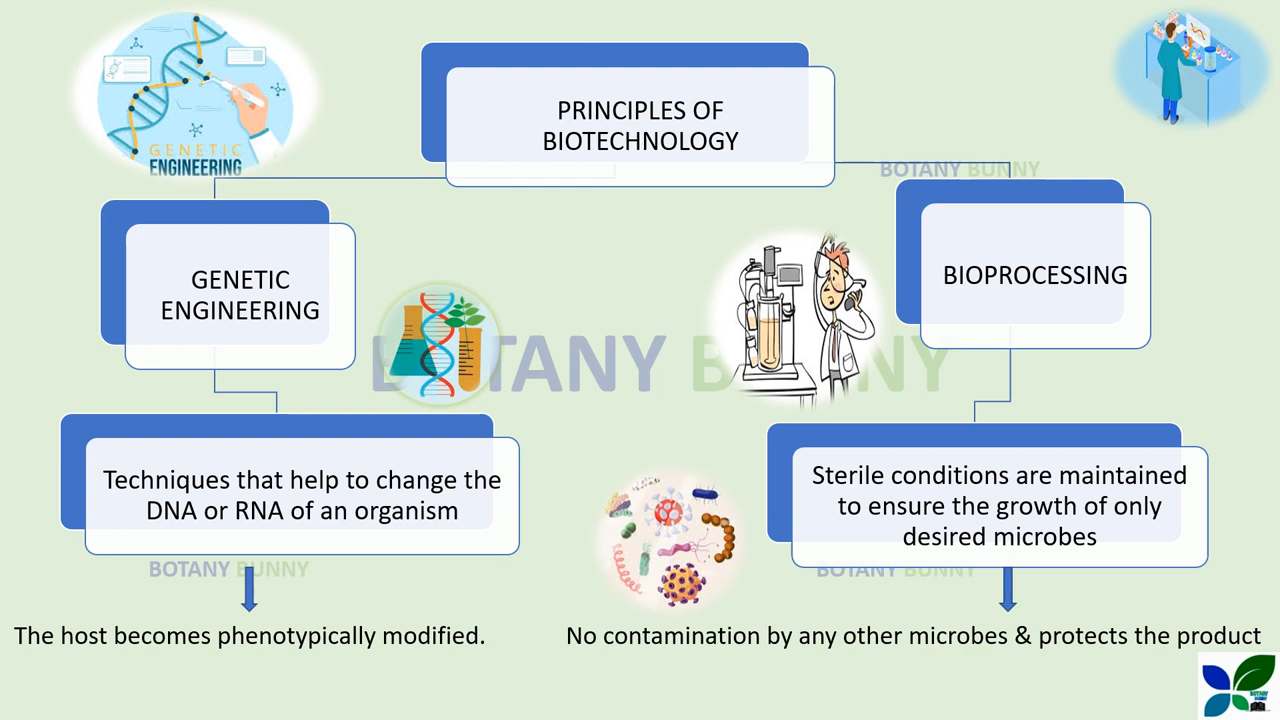 GENETIC
ENGINEERING
PRINCIPLES OF
BIOTECHNOLOGY
BOTANY BUNNY
GENETIC
ENGINEERING
BIOPROCESSING
BOTANY BUNNY
Techniques that help to change the
DNA or RNA of an organism
Sterile conditions are maintained
to ensure the growth of only
desired microbes
BOTANY BUNNY
BOTANY BUNNY
The host becomes phenotypically modified.
No contamination by any other microbes & protects the product
BOTANY
BUNNY